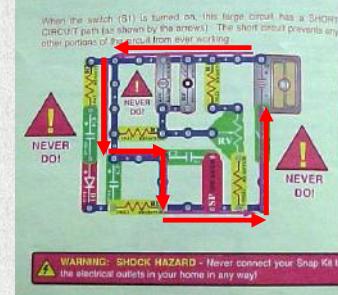 When the switch (S1) is turned on, this large circuit has a SHORT
CIRCUIT path (as shown by the arrows). The short circuit prevents any
other portions of the circuit from ever working.
NEVER
DO!
NEVER
DO!
NEVER
DO!
RV
WARNING: SHOCK HAZARD - Never connect your Snap Kit t
the electrical outlets in your home in any way!